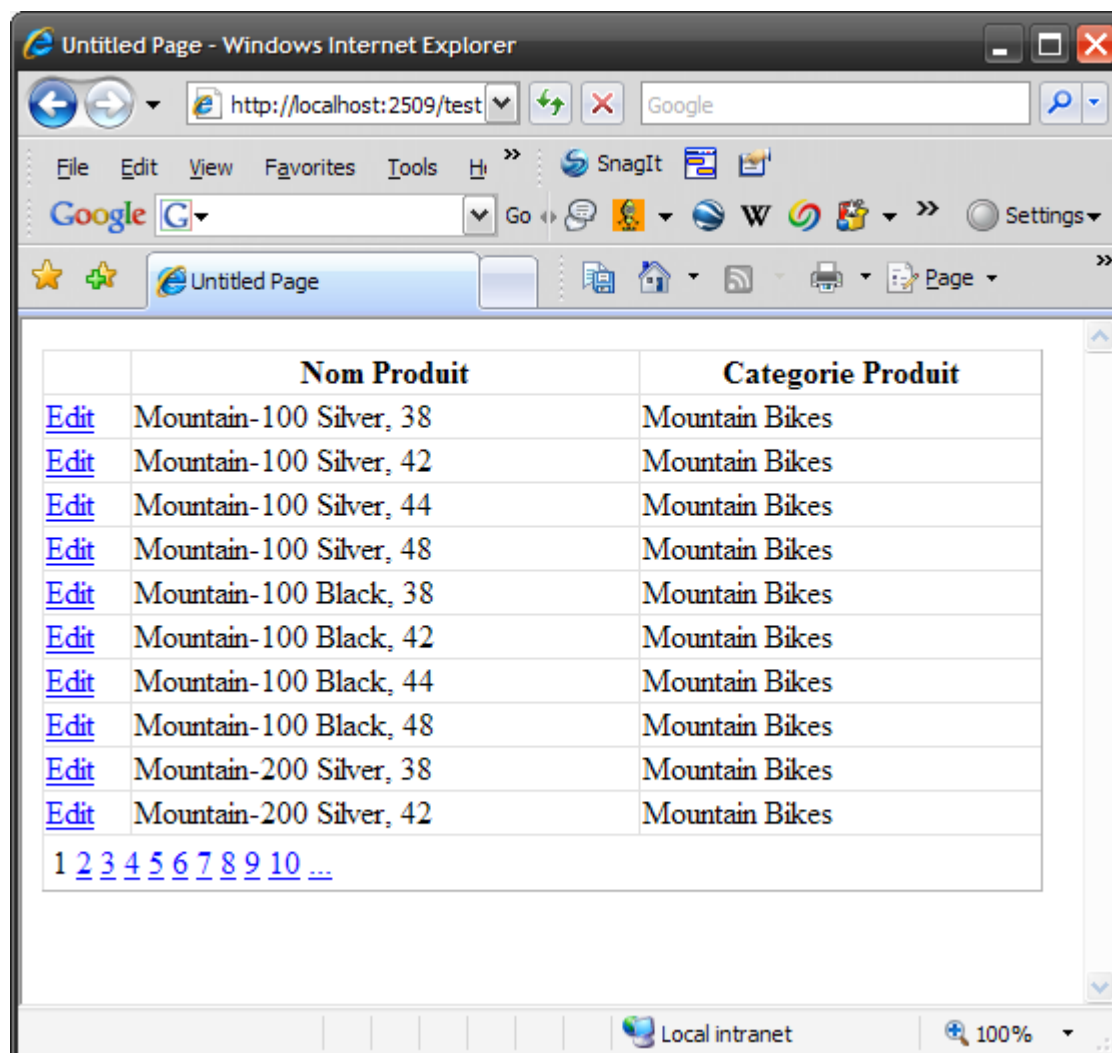 Untitled Page - Windows Internet Explorer
http://localhost:2509/test Google
File Edit View Favorites Tools SnagIt
Google G Go W Settings
Untitled Page Page
Nom Produit Categorie Produit
Edit Mountain-100 Silver, 38 Mountain Bikes
Edit Mountain-100 Silver, 42 Mountain Bikes
Edit Mountain-100 Silver, 44 Mountain Bikes
Edit Mountain-100 Silver, 48 Mountain Bikes
Edit Mountain-100 Black, 38 Mountain Bikes
Edit Mountain-100 Black, 42 Mountain Bikes
Edit Mountain-100 Black, 44 Mountain Bikes
Edit Mountain-100 Black, 48 Mountain Bikes
Edit Mountain-200 Silver, 38 Mountain Bikes
Edit Mountain-200 Silver, 42 Mountain Bikes
1 2 3 4 5 6 7 8 9 10 ...
Local intranet 100%